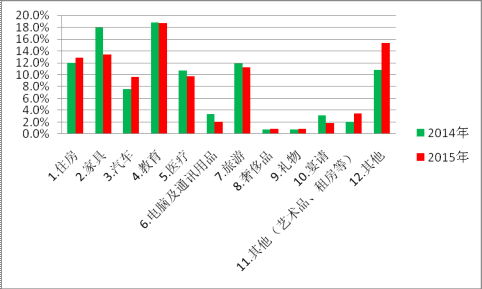 20.0%
18.0%
16.0%
14.0%
12.0%
10.0%
8.0%
6.0%
4.0%
2.0%
0.0%
1.住房
2.家具
3.汽车
4.教育
5.医疗
6.电脑及通讯用品
7.旅游
8.奢侈品
9.礼物
10.宴请
11.其他（艺术品、租房等）
12.其他
2014年
2015年